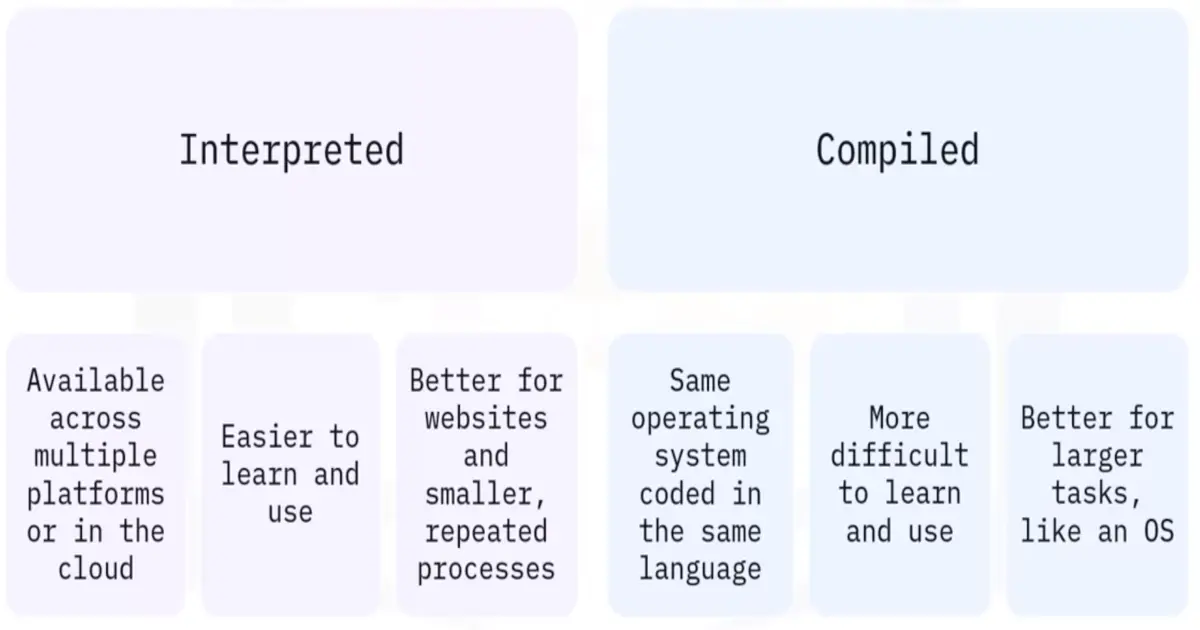 Interpreted
Compiled
Available
across
multiple
platforms
or in the
cloud
Easier to
learn and
use
Better for
websites
and
smaller,
repeated
processes
Same
operating
system
coded in
the same
language
More
difficult
to learn
and use
Better for
larger
tasks,
like an OS